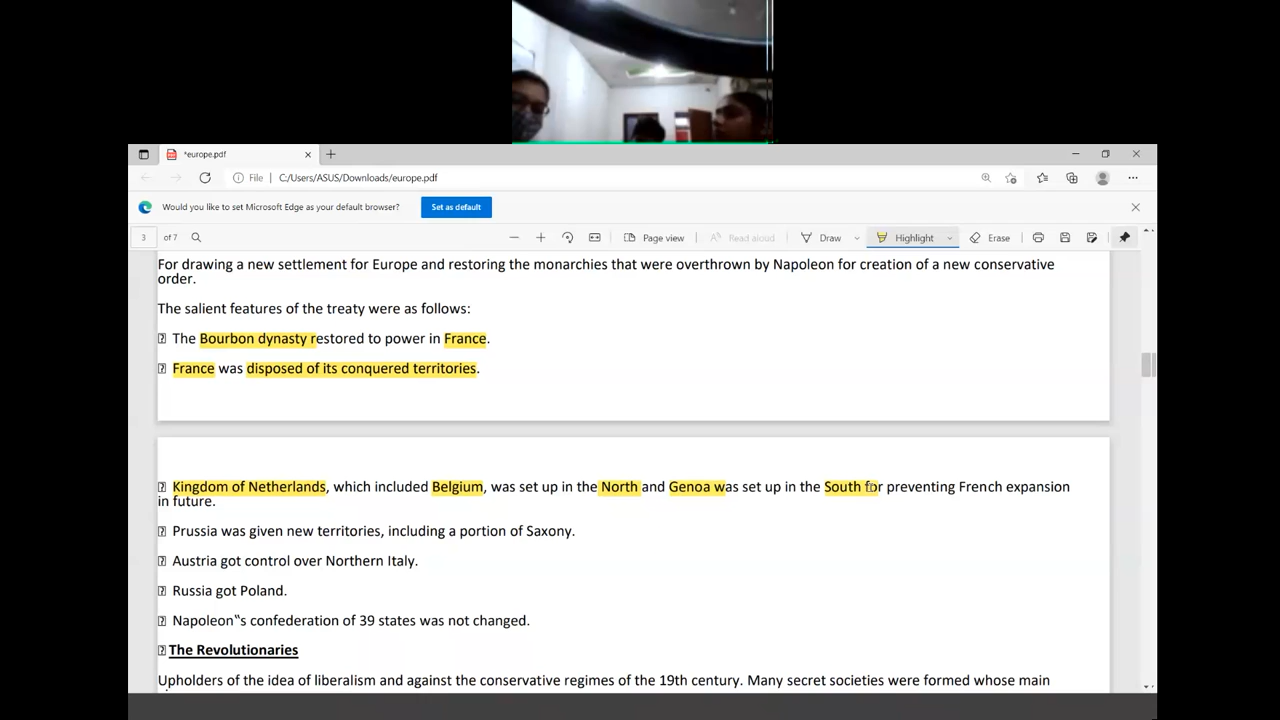 *europe.pdf
File
C:/Users/ASUS/Downloads/europe.pdf
Would you like to set Microsoft Edge as your default browser?
Set as default
3 of 7
Page view
Read aloud
Draw
Highlight
Erase
For drawing a new settlement for Europe and restoring the monarchies that were overthrown by Napoleon for creation of a new conservative
order.
The salient features of the treaty were as follows:
The Bourbon dynasty restored to power in France.
France was disposed of its conquered territories.
Kingdom of Netherlands, which included Belgium, was set up in the North and Genoa was set up in the South for preventing French expansion
in future.
Prussia was given new territories, including a portion of Saxony.
Austria got control over Northern Italy.
Russia got Poland.
Napoleon‟s confederation of 39 states was not changed.
The Revolutionaries
Upholders of the idea of liberalism and against the conservative regimes of the 19th century. Many secret societies were formed whose main